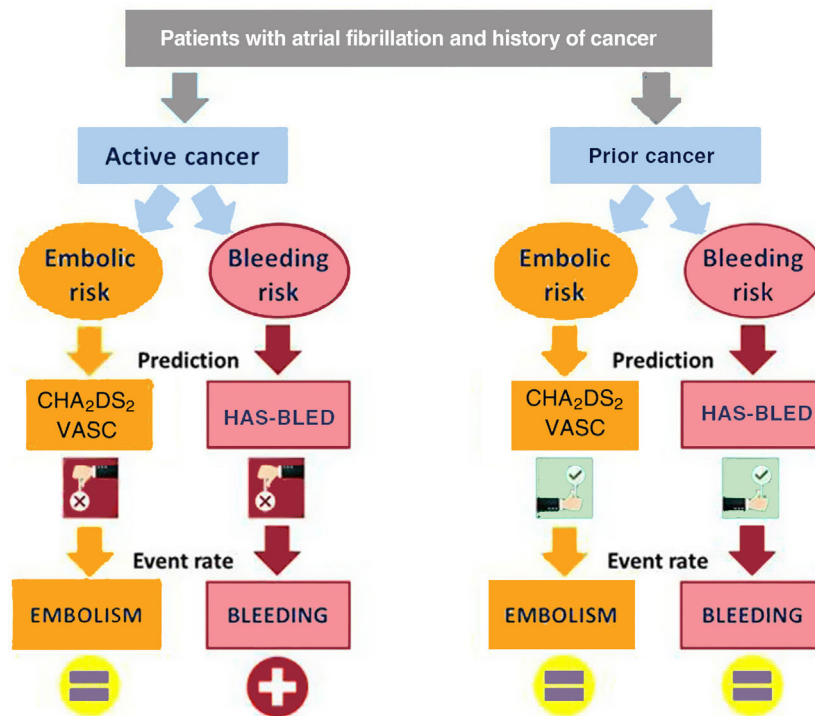 Patients with atrial fibrillation and history of cancer
Active cancer
Prior cancer
Embolic
risk
Bleeding
risk
Embolic
risk
Bleeding
risk
Prediction
Prediction
CHA₂DS₂
VASC
HAS-BLED
CHA₂DS₂
VASC
HAS-BLED
Event rate
Event rate
EMBOLISM
BLEEDING
EMBOLISM
BLEEDING